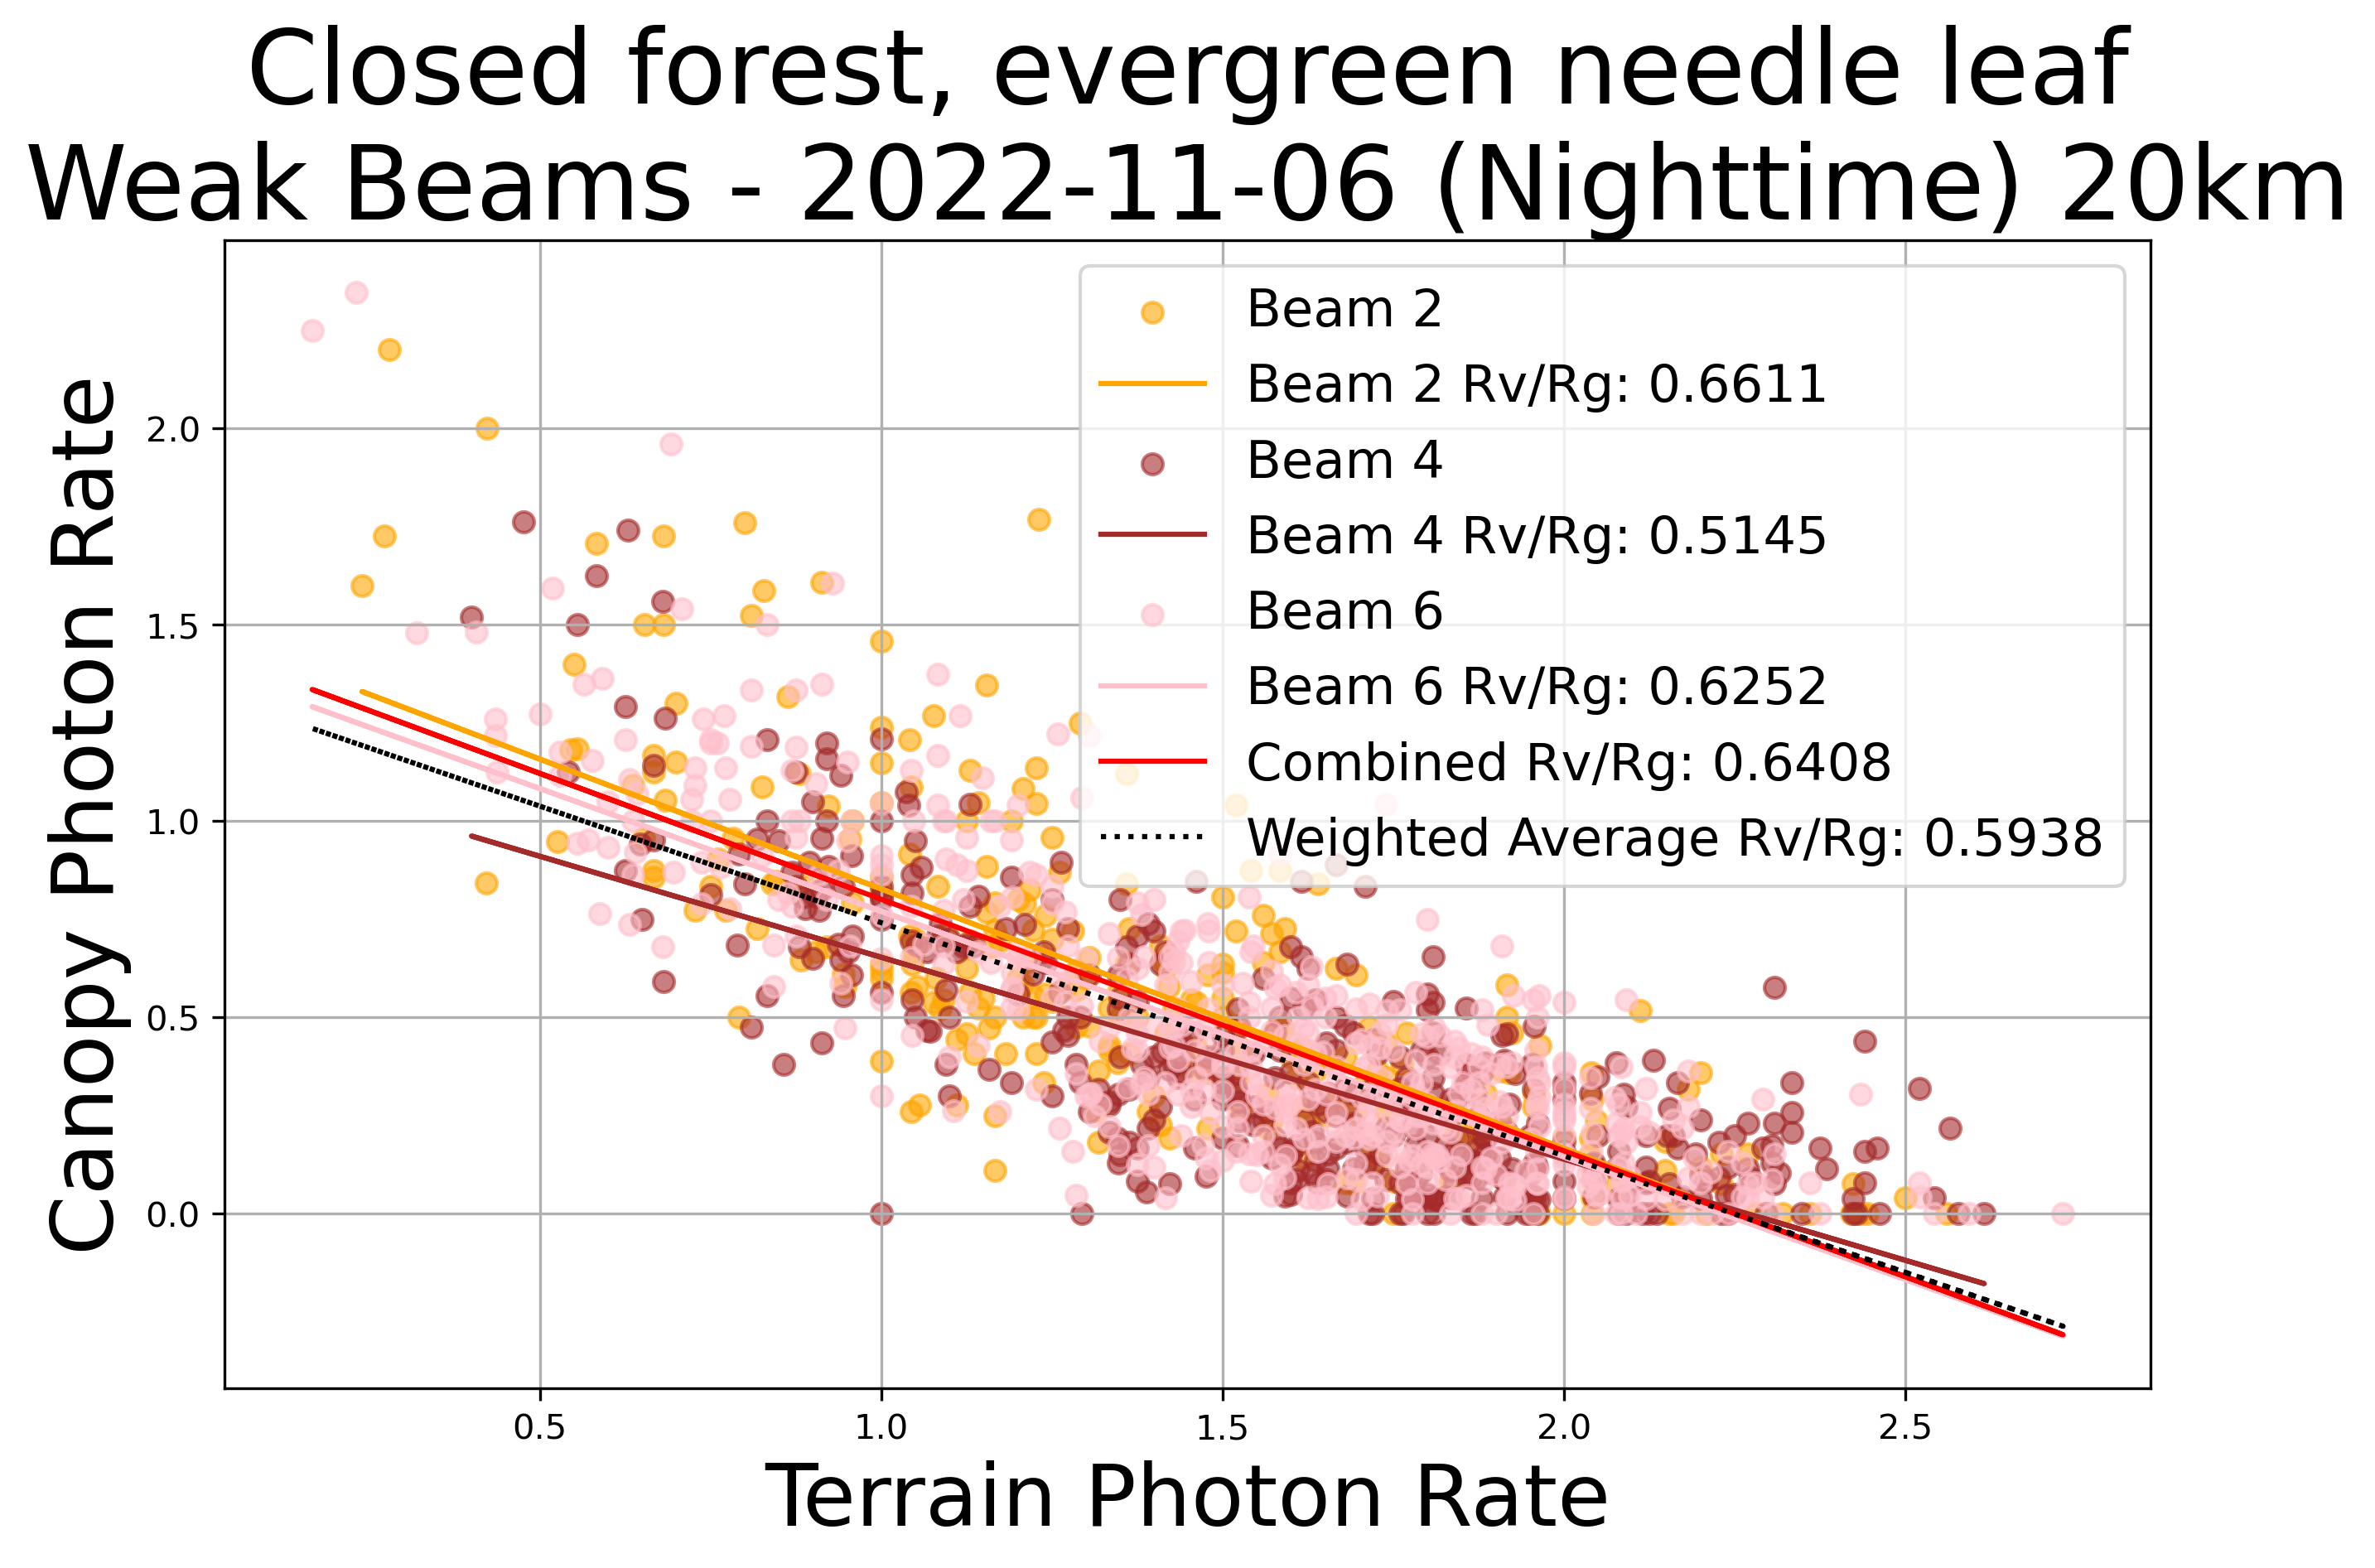 Closed forest, evergreen needle leaf
Weak Beams - 2022-11-06 (Nighttime) 20km
Beam 2
Beam 2 Rv/Rg: 0.6611
Beam 4
Beam 4 Rv/Rg: 0.5145
Beam 6
Beam 6 Rv/Rg: 0.6252
Combined Rv/Rg: 0.6408
Weighted Average Rv/Rg: 0.5938
Canopy Photon Rate
2.0
1.5
1.0
0.5
0.0
0.5
1.0
1.5
2.0
2.5
Terrain Photon Rate